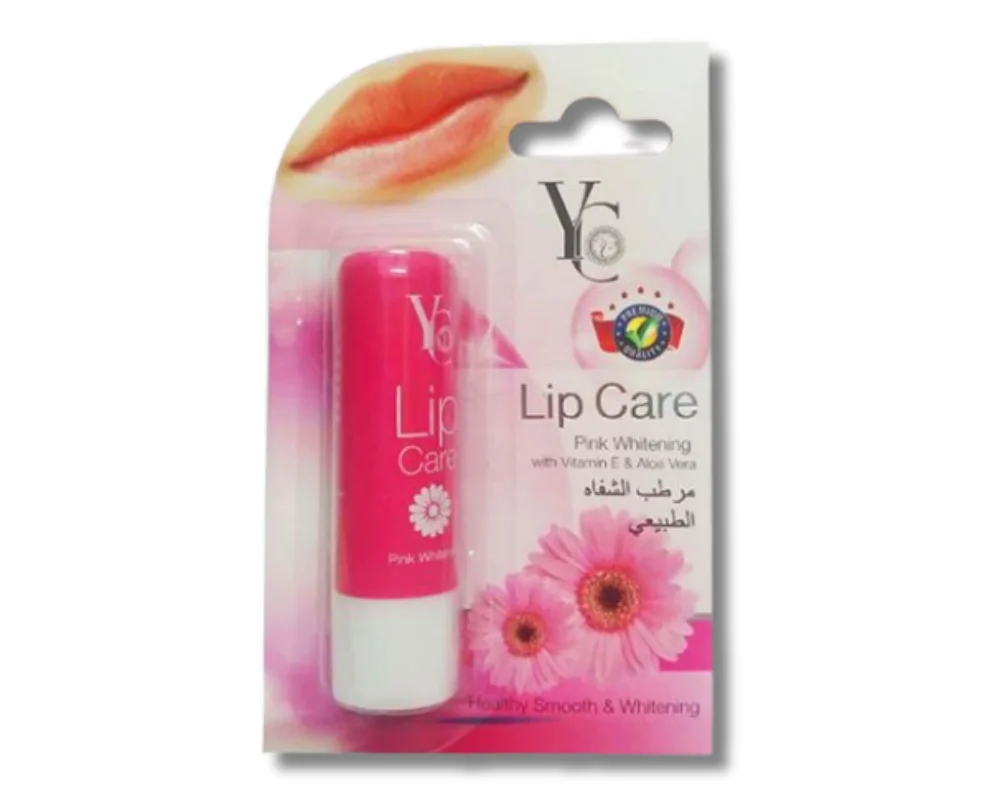 YC
PREMIUM
QUALITY
Lip Care
Pink Whitening
with Vitamin E & Aloe Vera
مرطب الشفاه
الطبيعي
Healthy Smooth & Whitening
YC
Lip
Care
Pink White